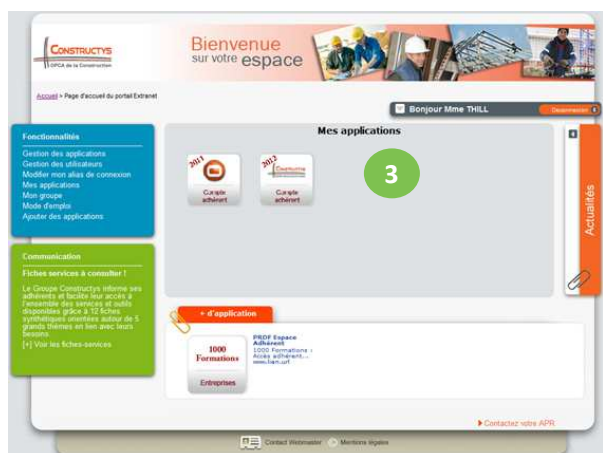 CONSTRUCTYS
OPCA de la Construction
Bienvenue
sur votre espace
Accueil > Page d'accueil du portail Extranet
Bonjour Mme THILL
Déconnexion
Fonctionnalités
Gestion des applications
Gestion des utilisateurs
Modifier mon alias de connexion
Mes applications
Mon groupe
Mode d'emploi
Ajouter des applications
Mes applications
2011
Compte
adhérent
2012
CONSTRUCTYS
Compte
adhérent
3
Actualités
Communication
Fiches services à consulter !
Le Groupe Constructys informe ses
adhérents et facilite leur accès à
l'ensemble des services et outils
disponibles grâce à 12 fiches
synthétiques orientées autour de 5
grands thèmes en lien avec leurs
besoins.
[+] Voir les fiches-services
+ d'application
1000
Formations
Entreprises
PRDF Espace
Adhérent
1000 Formations :
Accès adhérent...
www.lien.url
Contactez votre APR
Contact Webmaster
Mentions légales